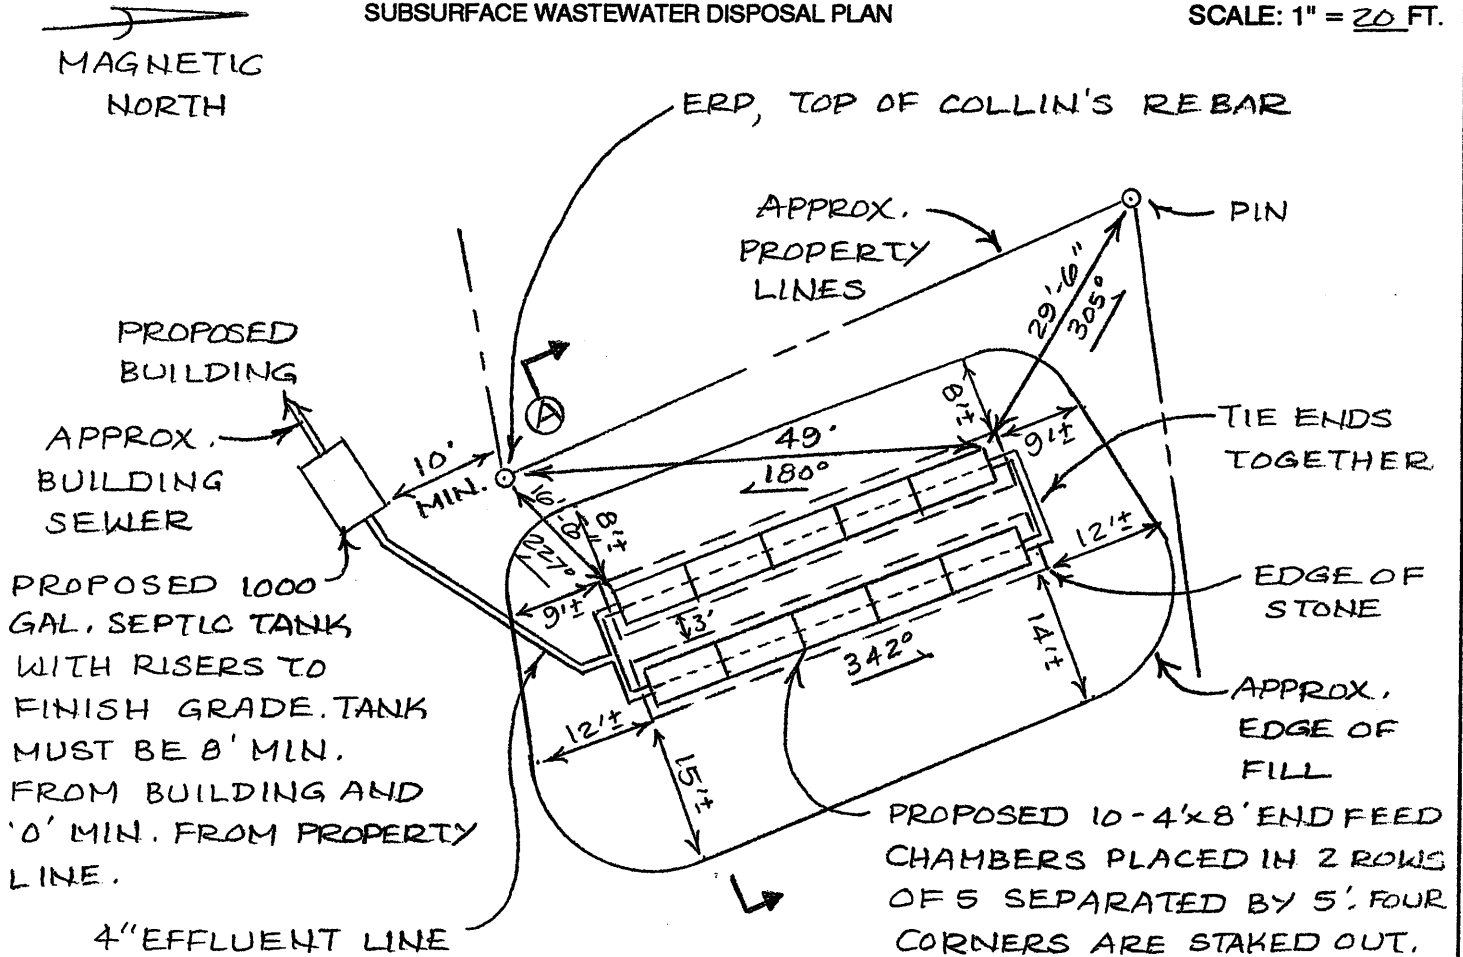 SUBSURFACE WASTEWATER DISPOSAL PLAN
SCALE: 1" = 20 FT.
MAGNETIC
NORTH
ERP, TOP OF COLLIN'S REBAR
APPROX.
PROPERTY
LINES
PIN
29'-6"
305°
PROPOSED
BUILDING
A
APPROX.
BUILDING
SEWER
10'
MIN.
49'
180°
8'±
9'±
TIE ENDS
TOGETHER
16'-6"
227°
8'±
9'±
3'
342°
12'±
14'±
EDGE OF
STONE
PROPOSED 1000
GAL. SEPTIC TANK
WITH RISERS TO
FINISH GRADE. TANK
MUST BE 8' MIN.
FROM BUILDING AND
'0' MIN. FROM PROPERTY
LINE.
12'±
15'±
APPROX.
EDGE OF
FILL
4" EFFLUENT LINE
PROPOSED 10-4'x8' END FEED
CHAMBERS PLACED IN 2 ROWS
OF 5 SEPARATED BY 5'. FOUR
CORNERS ARE STAKED OUT.